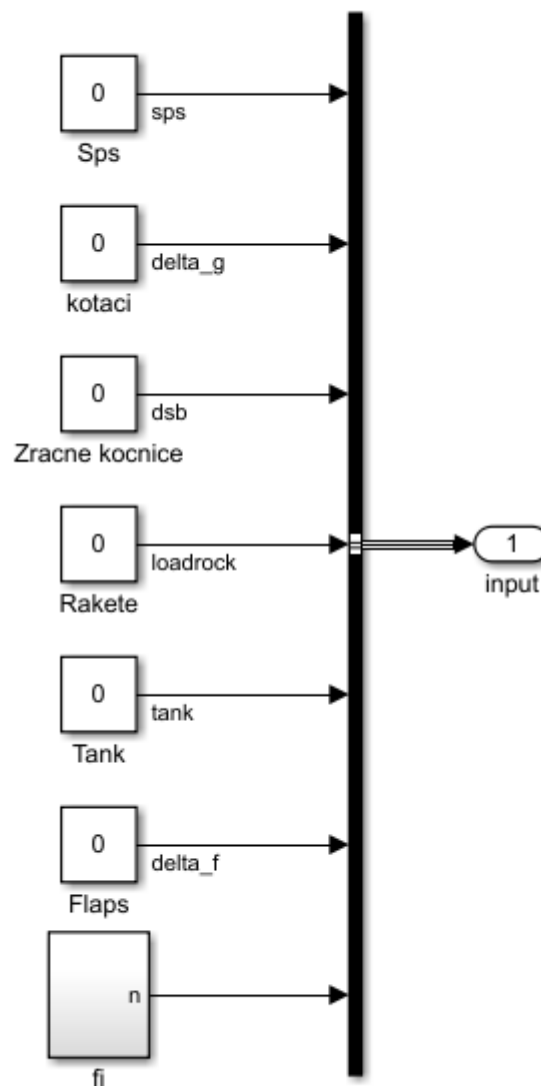 0
sps
Sps
0
delta_g
kotaci
0
dsb
Zracne kocnice
0
loadrock
Rakete
1
input
0
tank
Tank
0
delta_f
Flaps
n
fi